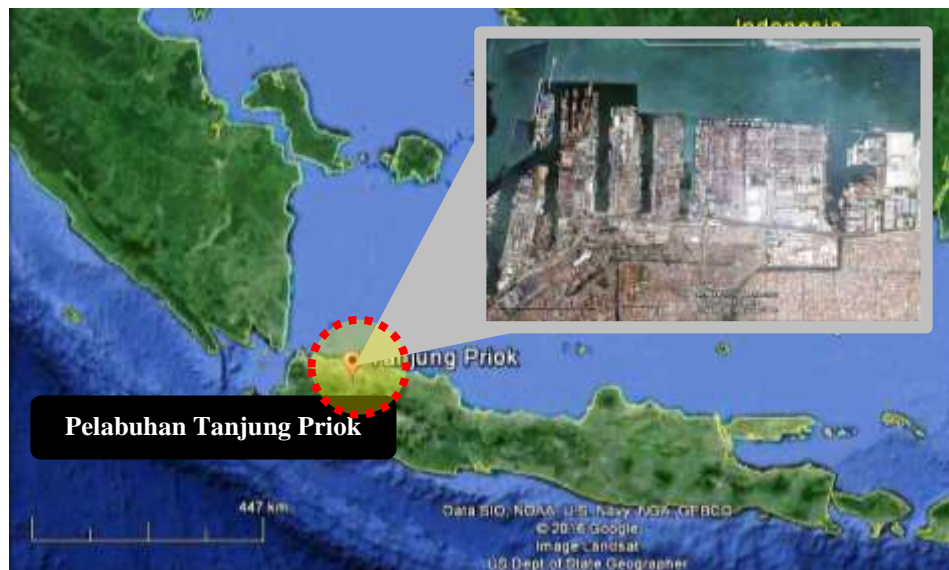 Indonesia
Tanjung Priok
Pelabuhan Tanjung Priok
447 km
Data SIO, NOAA, U.S. Navy, NGA, GEBCO
© 2016 Google
Image Landsat
US Dept of State Geographer